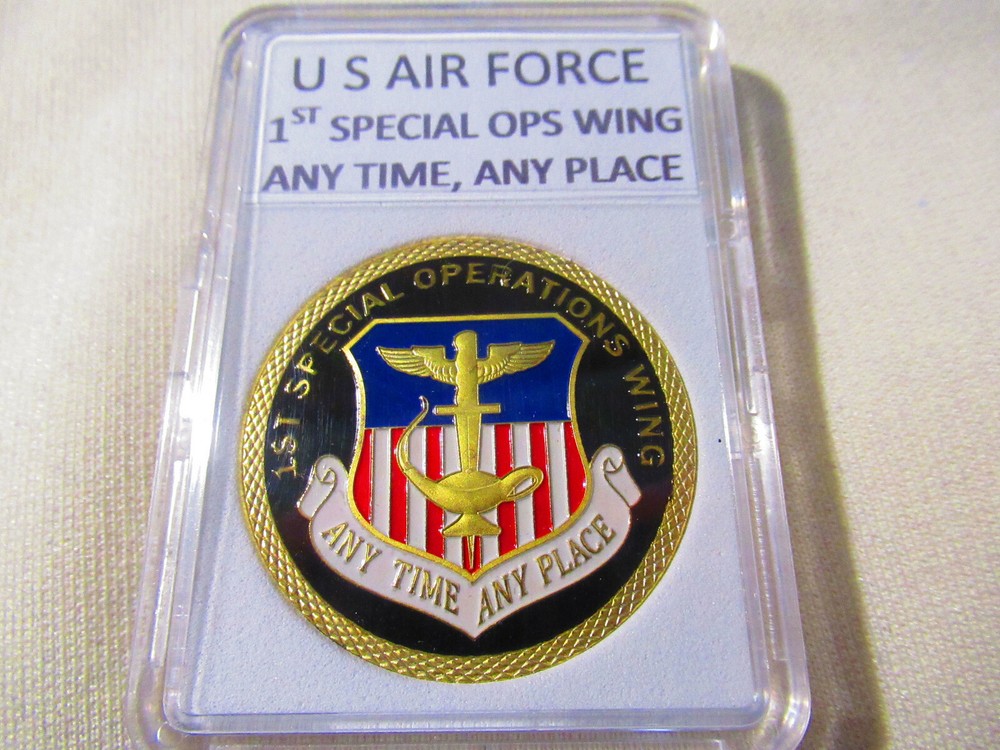 U S AIR FORCE
1ST SPECIAL OPS WING
ANY TIME, ANY PLACE
1ST SPECIAL OPERATIONS WING
ANY TIME ANY PLACE